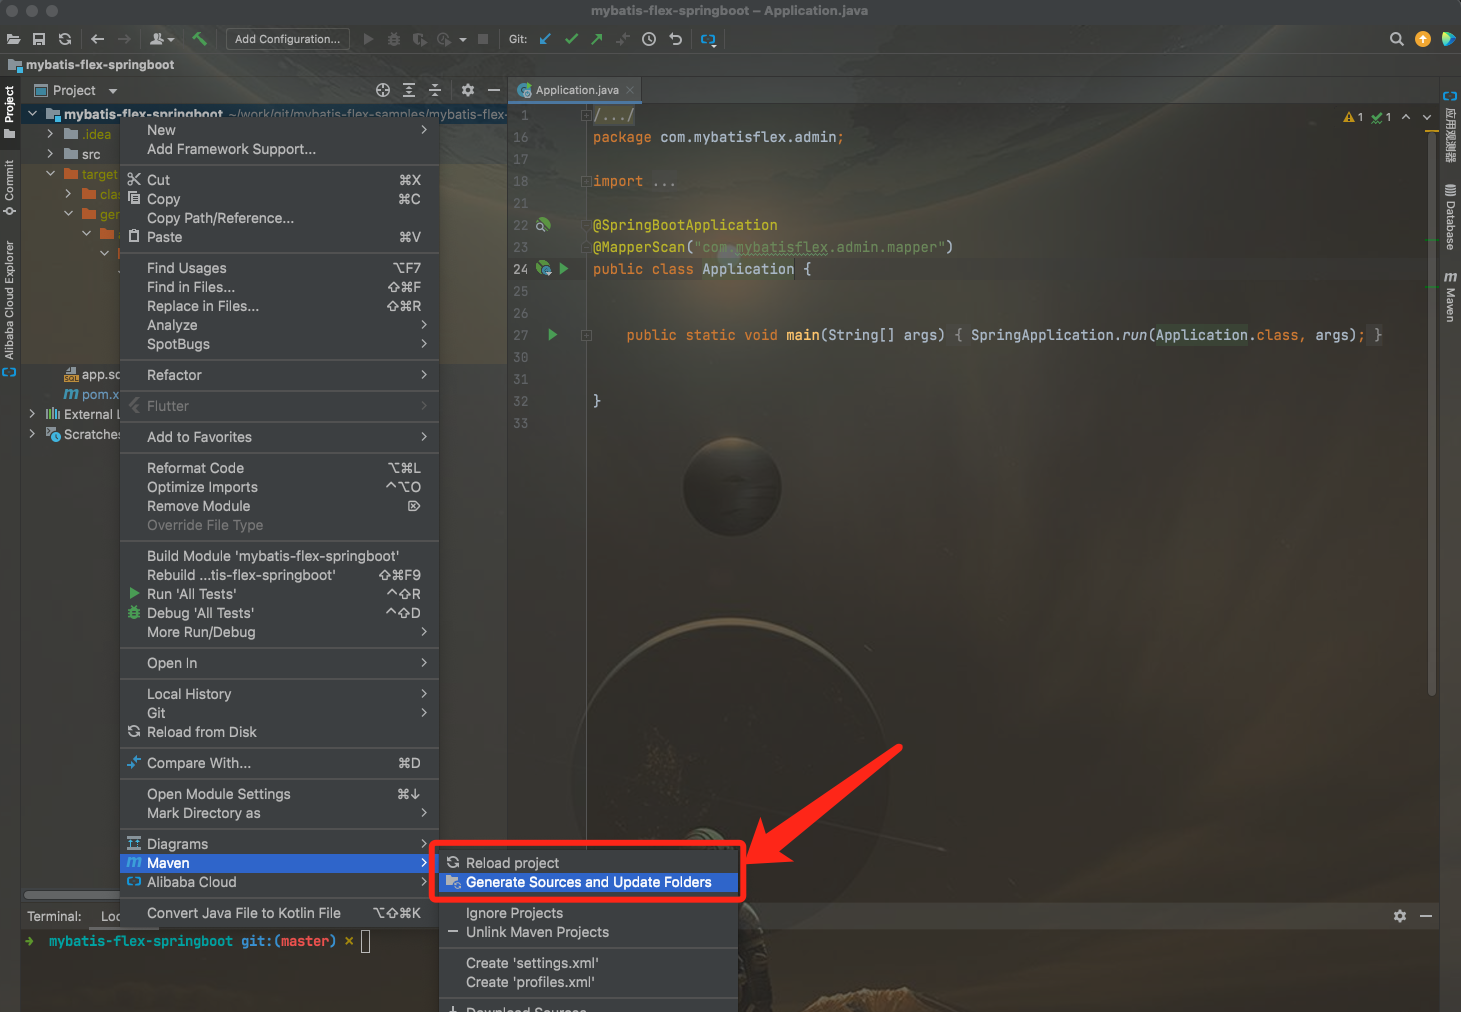 mybatis-flex-springboot – Application.java
Add Configuration...
Git:
mybatis-flex-springboot
Project
Application.java
mybatis-flex-springboot ~/work/git/mybatis-flex-samples/mybatis-flex-
.idea
src
target
clas
gen
app.sc
pom.x
External L
Scratches
Project
Commit
Alibaba Cloud Explorer
New
Add Framework Support...
Cut ⌘X
Copy ⌘C
Copy Path/Reference...
Paste ⌘V
Find Usages ⌥F7
Find in Files... ⇧⌘F
Replace in Files... ⇧⌘R
Analyze
SpotBugs
Refactor
Flutter
Add to Favorites
Reformat Code ⌥⌘L
Optimize Imports ^⌥O
Remove Module ⌦
Override File Type
Build Module 'mybatis-flex-springboot'
Rebuild ...tis-flex-springboot' ⇧⌘F9
Run 'All Tests' ^⇧R
Debug 'All Tests' ^⇧D
More Run/Debug
Open In
Local History
Git
Reload from Disk
Compare With... ⌘D
Open Module Settings ⌘↓
Mark Directory as
Diagrams
Maven
Alibaba Cloud
Convert Java File to Kotlin File ⌥⇧⌘K
Reload project
Generate Sources and Update Folders
Ignore Projects
Unlink Maven Projects
Create 'settings.xml'
Create 'profiles.xml'
Download Sources
1 /.../
16 package com.mybatisflex.admin;
17
18 import ...
21
22 @SpringBootApplication
23 @MapperScan("com.mybatisflex.admin.mapper")
24 public class Application {
25
26
27 public static void main(String[] args) { SpringApplication.run(Application.class, args); }
30
31
32 }
33
1 1
应用观测器
Database
Maven
Terminal: Loc
mybatis-flex-springboot git:(master) ×